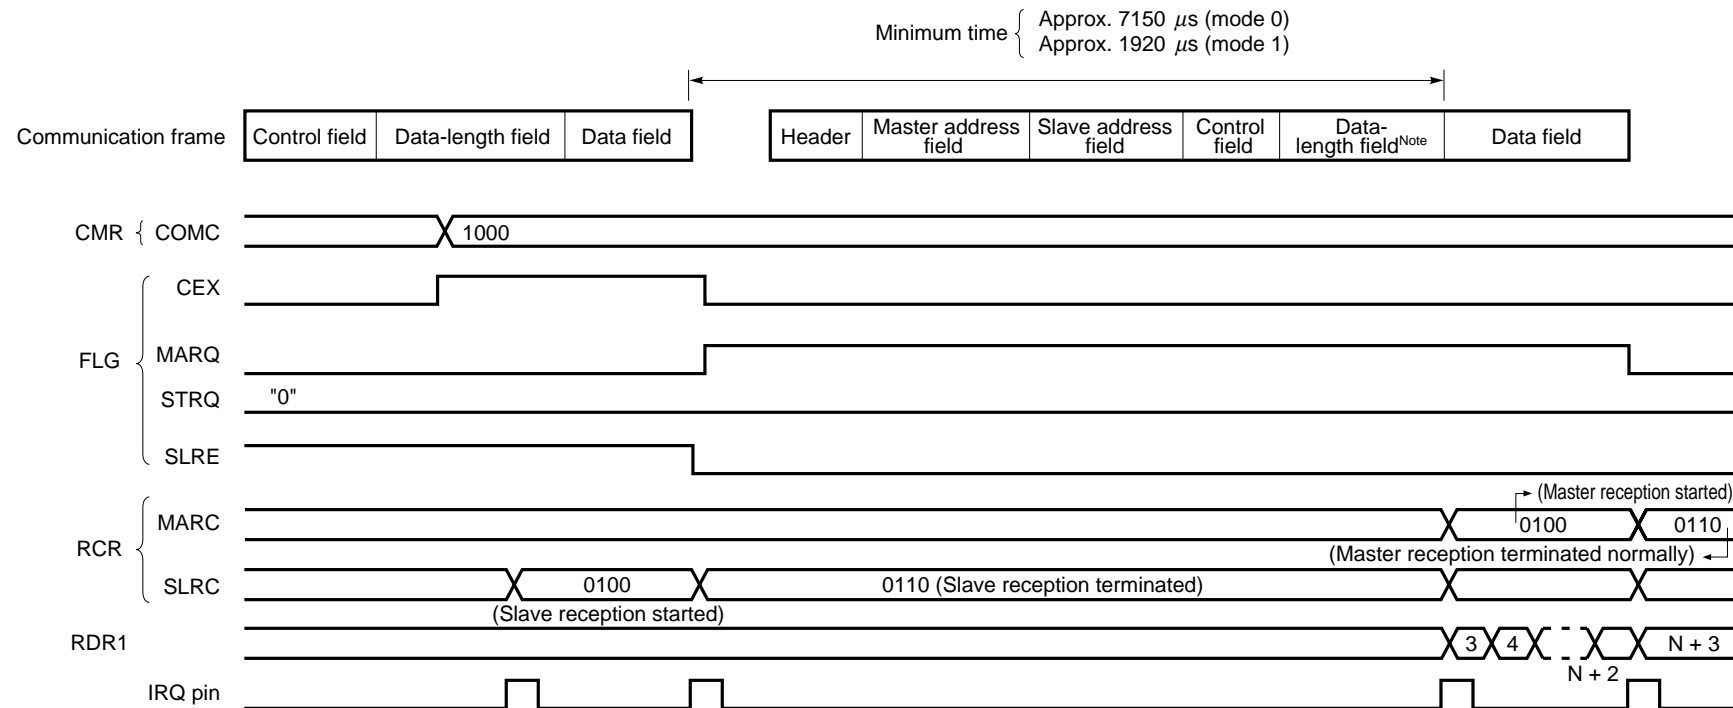 Minimum time
Approx. 7150 μs (mode 0)
Approx. 1920 μs (mode 1)
Communication frame
Control field
Data-length field
Data field
Header
Master address
field
Slave address
field
Control
field
Data-
length fieldNote
Data field
CMR { COMC
1000
CEX
FLG
MARQ
STRQ
"0"
SLRE
(Master reception started)
RCR
MARC
0100
0110
(Master reception terminated normally)
SLRC
0100
0110 (Slave reception terminated)
(Slave reception started)
RDR1
3
4
N + 3
N + 2
IRQ pin